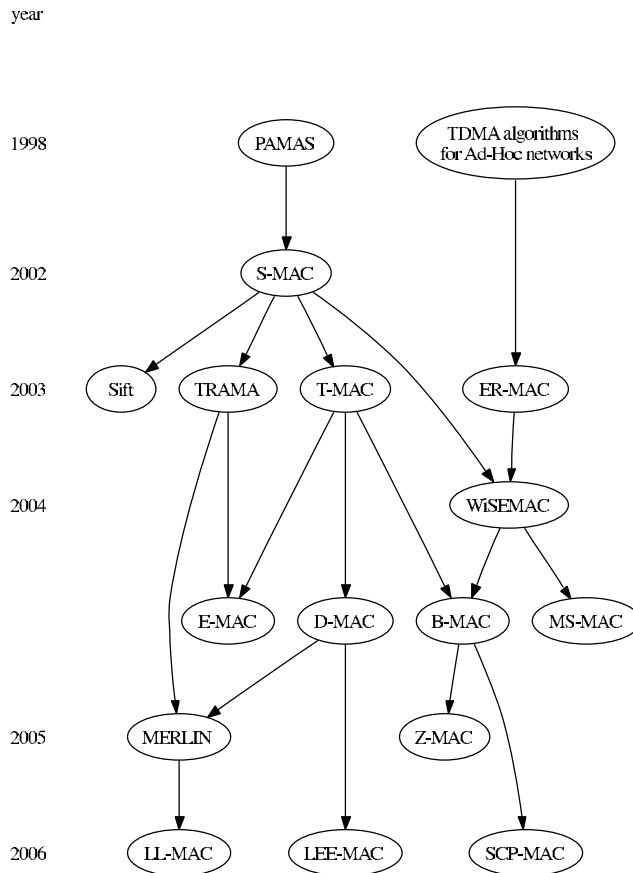 year
1998
PAMAS
TDMA algorithms
for Ad-Hoc networks
2002
S-MAC
2003
Sift
TRAMA
T-MAC
ER-MAC
2004
WiSEMAC
E-MAC
D-MAC
B-MAC
MS-MAC
2005
MERLIN
Z-MAC
2006
LL-MAC
LEE-MAC
SCP-MAC